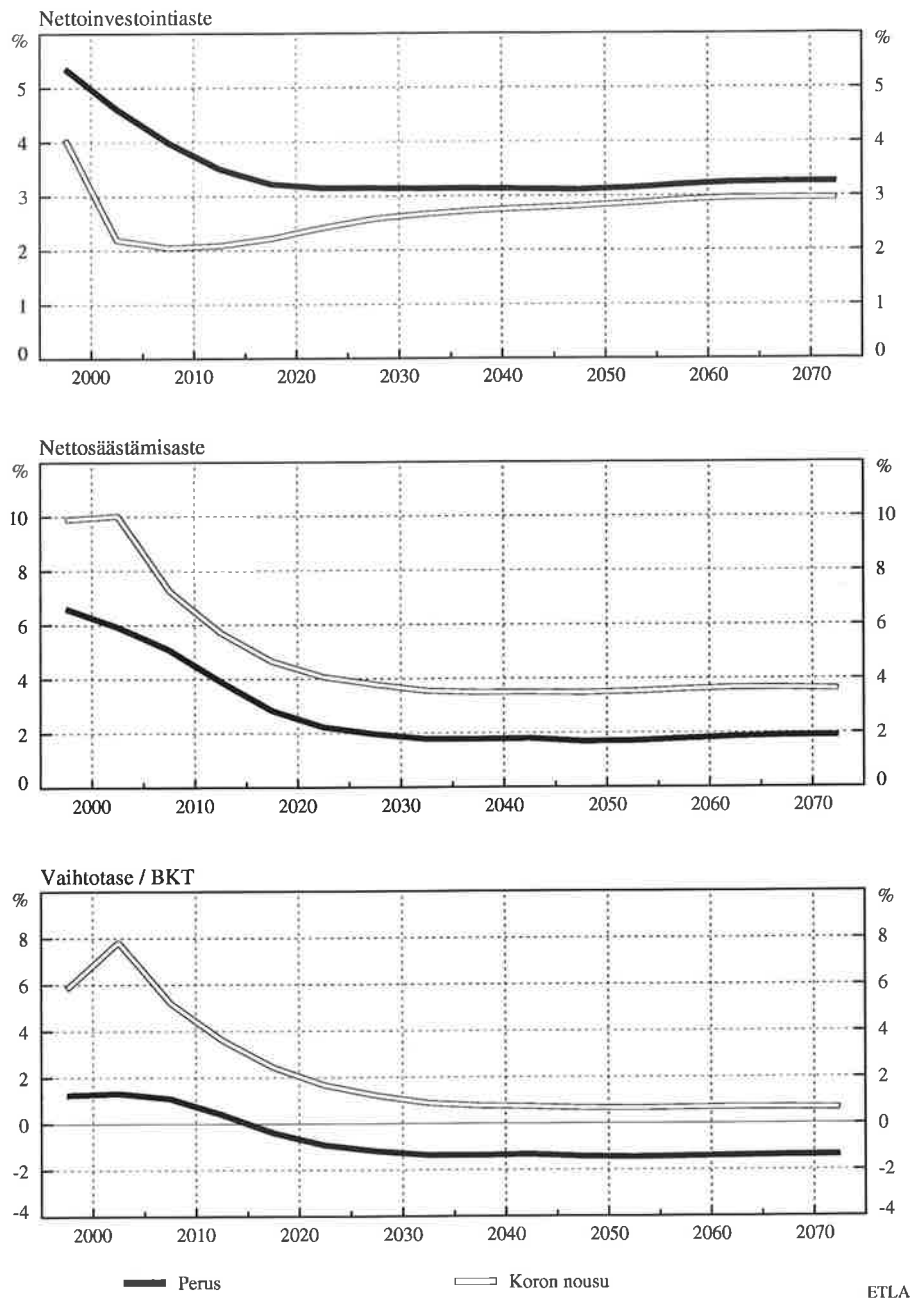 Nettoinvestointiaste
% %
5 5
4 4
3 3
2 2
1 1
0 0
2000 2010 2020 2030 2040 2050 2060 2070
Nettosäästämisaste
% %
10 10
8 8
6 6
4 4
2 2
0 0
2000 2010 2020 2030 2040 2050 2060 2070
Vaihtotase / BKT
% %
8 8
6 6
4 4
2 2
0 0
-2 -2
-4 -4
2000 2010 2020 2030 2040 2050 2060 2070
Perus Koron nousu
ETLA